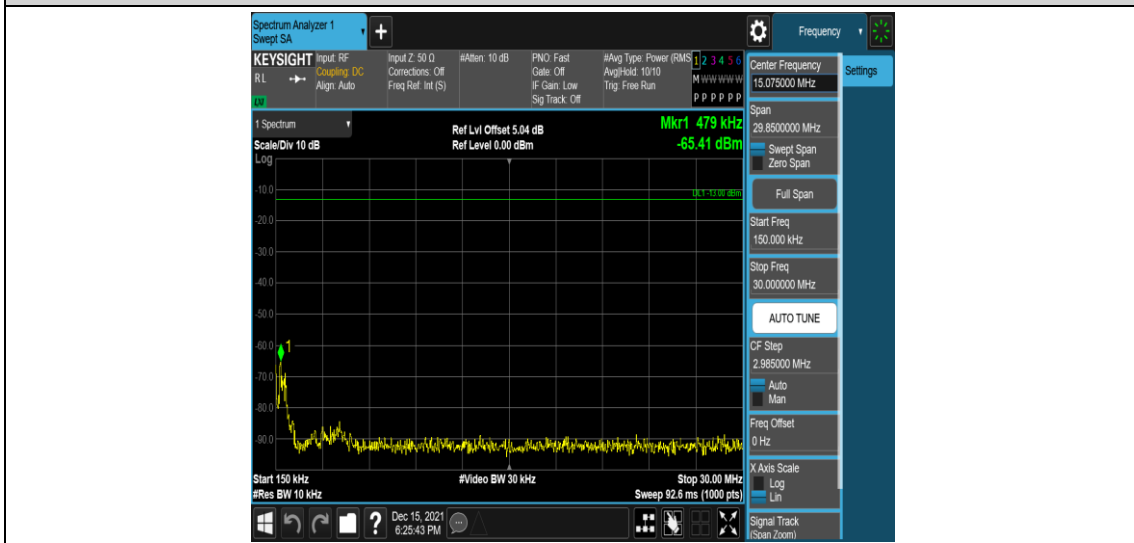 Spectrum Analyzer 1
Swept SA
Frequency
KEYSIGHT
RL
Input: RF
Coupling: DC
Align: Auto
Input Z: 50 Ω
Corrections: Off
Freq Ref: Int (S)
#Atten: 10 dB
PNO: Fast
Gate: Off
IF Gain: Low
Sig Track: Off
#Avg Type: Power (RMS
Avg|Hold: 10/10
Trig: Free Run
1 2 3 4 5 6
M W W W W W
P P P P P P
1 Spectrum
Scale/Div 10 dB
Log
Ref Lvl Offset 5.04 dB
Ref Level 0.00 dBm
Mkr1 479 kHz
-65.41 dBm
DL1 -13.00 dBm
-10.0
-20.0
-30.0
-40.0
-50.0
-60.0
1
-70.0
-80.0
-90.0
Start 150 kHz
#Res BW 10 kHz
#Video BW 30 kHz
Stop 30.00 MHz
Sweep 92.6 ms (1000 pts)
Dec 15, 2021
6:25:43 PM
Center Frequency
15.075000 MHz
Settings
Span
29.8500000 MHz
Swept Span
Zero Span
Full Span
Start Freq
150.000 kHz
Stop Freq
30.000000 MHz
AUTO TUNE
CF Step
2.985000 MHz
Auto
Man
Freq Offset
0 Hz
X Axis Scale
Log
Lin
Signal Track
(Span Zoom)